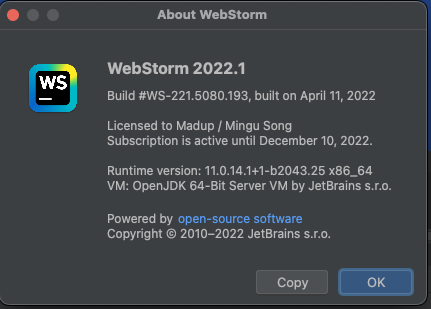 About WebStorm
WS
WebStorm 2022.1
Build #WS-221.5080.193, built on April 11, 2022
Licensed to Madup / Mingu Song
Subscription is active until December 10, 2022.
Runtime version: 11.0.14.1+1-b2043.25 x86_64
VM: OpenJDK 64-Bit Server VM by JetBrains s.r.o.
Powered by open-source software
Copyright © 2010–2022 JetBrains s.r.o.
Copy
OK